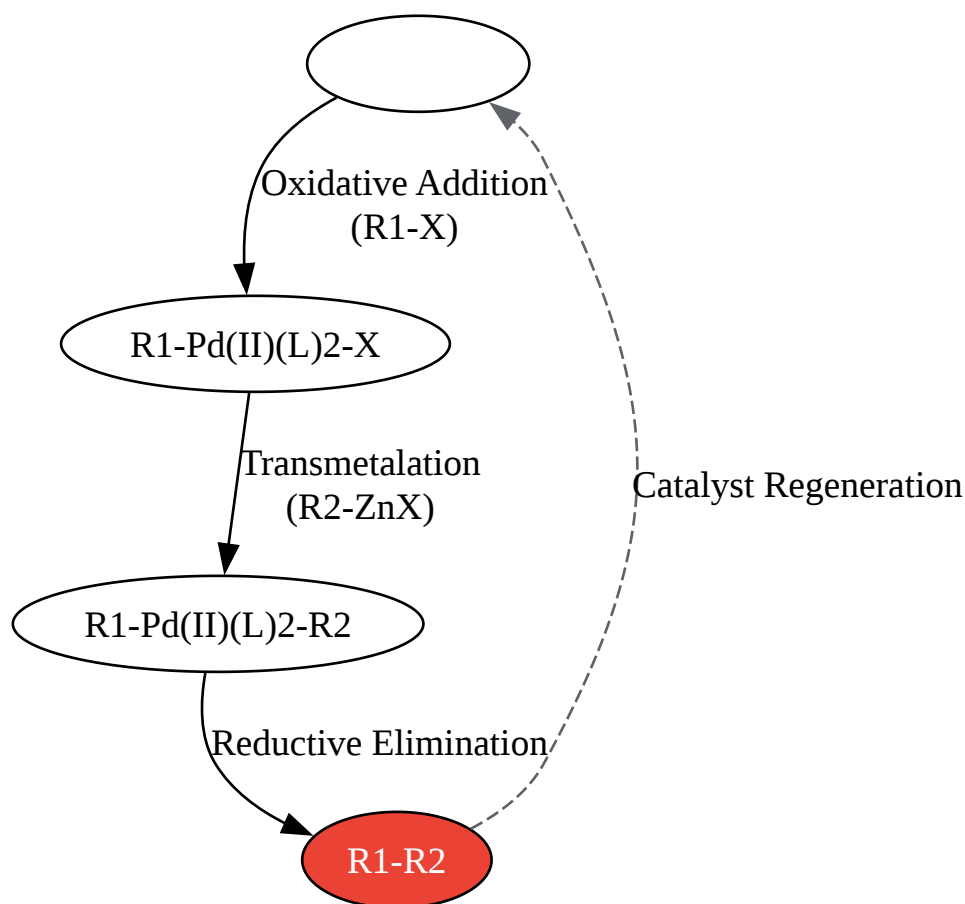 Oxidative Addition
(R1-X)
R1-Pd(II)(L)2-X
Transmetalation
(R2-ZnX)
Catalyst Regeneration
R1-Pd(II)(L)2-R2
Reductive Elimination
R1-R2